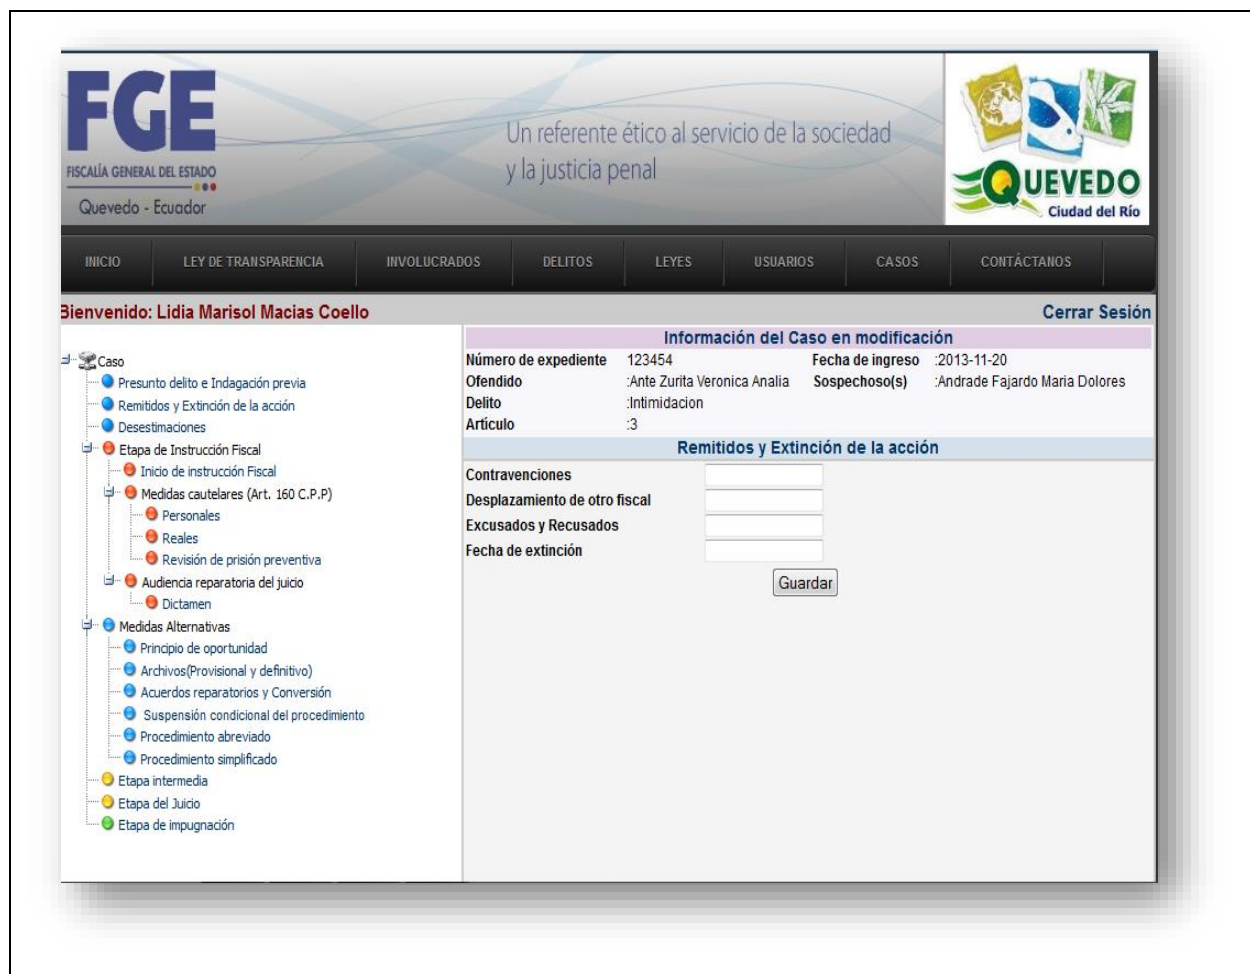 FGE
FISCALÍA GENERAL DEL ESTADO
Quevedo - Ecuador
Un referente ético al servicio de la sociedad
y la justicia penal
QUEVEDO
Ciudad del Río
INICIO LEY DE TRANSPARENCIA INVOLUCRADOS DELITOS LEYES USUARIOS CASOS CONTÁCTANOS
Bienvenido: Lidia Marisol Macias Coello Cerrar Sesión
Caso
Presunto delito e Indagación previa
Remitidos y Extinción de la acción
Desestimaciones
Etapa de Instrucción Fiscal
Inicio de instrucción Fiscal
Medidas cautelares (Art. 160 C.P.P)
Personales
Reales
Revisión de prisión preventiva
Audiencia reparatoria del juicio
Dictamen
Medidas Alternativas
Principio de oportunidad
Archivos(Provisional y definitivo)
Acuerdos reparatorios y Conversión
Suspensión condicional del procedimiento
Procedimiento abreviado
Procedimiento simplificado
Etapa intermedia
Etapa del Juicio
Etapa de impugnación
Información del Caso en modificación
Número de expediente 123454 Fecha de ingreso :2013-11-20
Ofendido :Ante Zurita Veronica Analia Sospechoso(s) :Andrade Fajardo Maria Dolores
Delito :Intimidacion
Artículo :3
Remitidos y Extinción de la acción
Contravenciones
Desplazamiento de otro fiscal
Excusados y Recusados
Fecha de extinción
Guardar